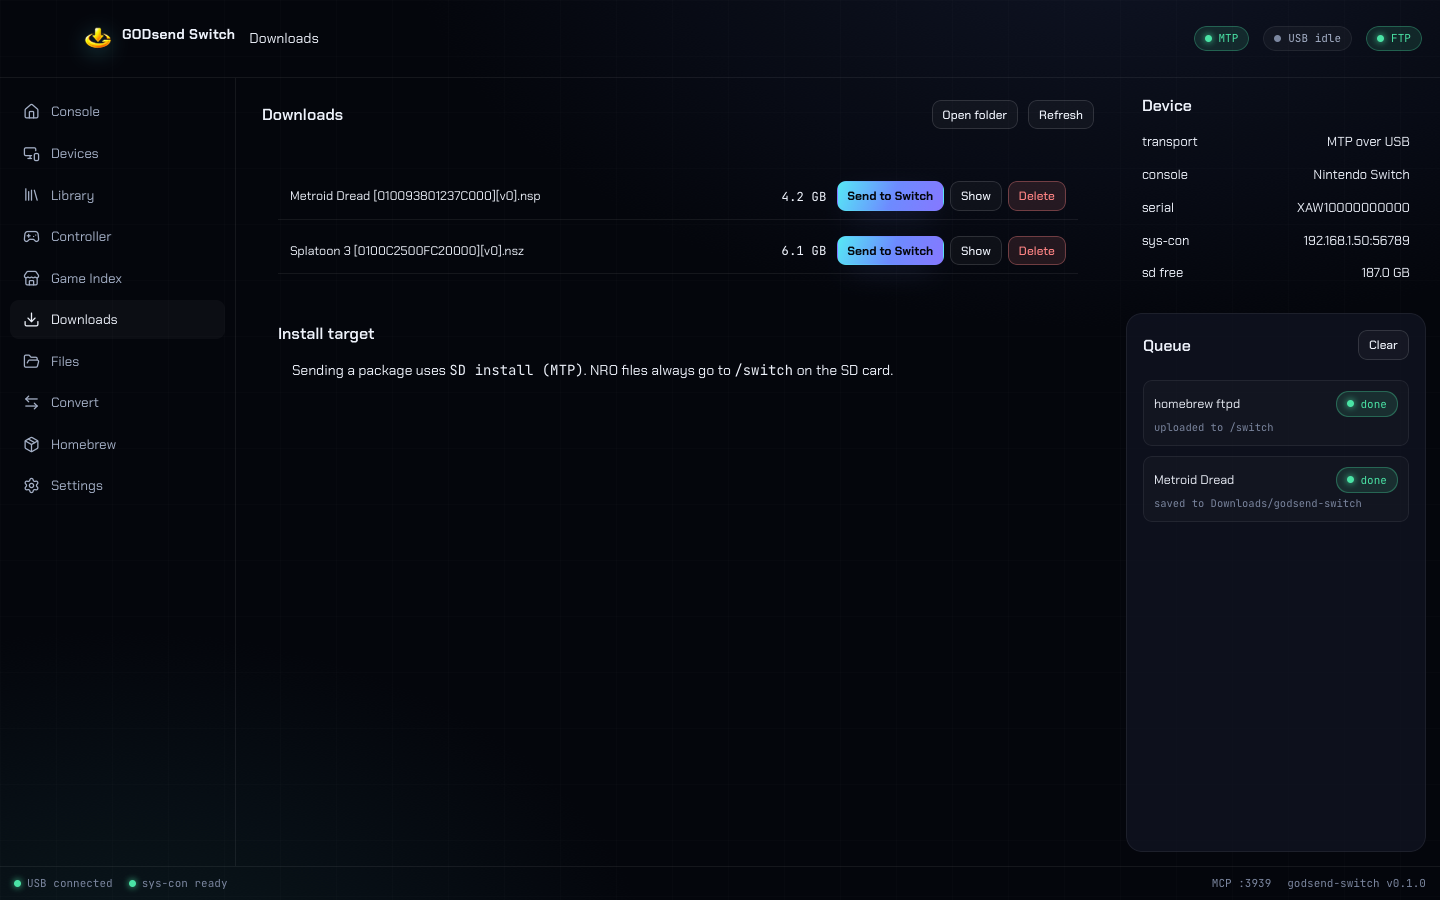 GODsend Switch
Downloads
MTP
USB idle
FTP
Console
Devices
Library
Controller
Game Index
Downloads
Files
Convert
Homebrew
Settings
Downloads
Open folder
Refresh
Metroid Dread [010093801237C000][v0].nsp
4.2 GB
Send to Switch
Show
Delete
Splatoon 3 [0100C2500FC20000][v0].nsz
6.1 GB
Send to Switch
Show
Delete
Install target
Sending a package uses SD install (MTP). NRO files always go to /switch on the SD card.
Device
transport MTP over USB
console Nintendo Switch
serial XAW10000000000
sys-con 192.168.1.50:56789
sd free 187.0 GB
Queue
Clear
homebrew ftpd
done
uploaded to /switch
Metroid Dread
done
saved to Downloads/godsend-switch
USB connected
sys-con ready
MCP :3939
godsend-switch v0.1.0